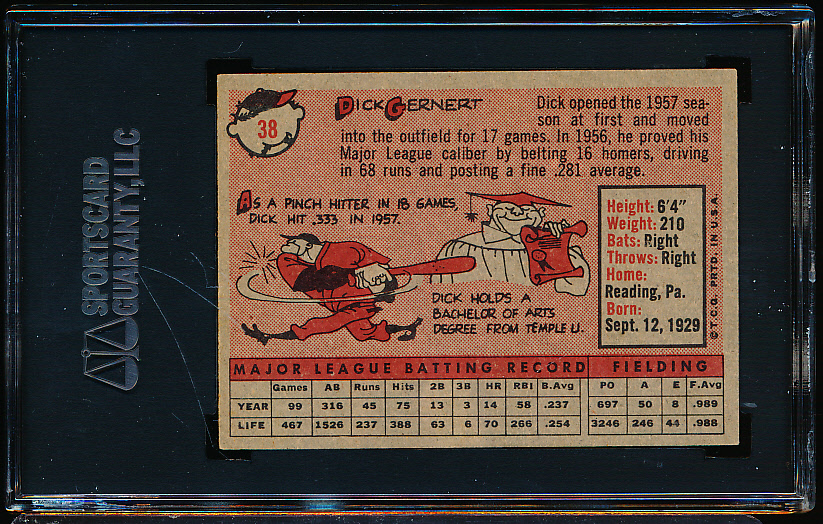 SPORTSCARD
GUARANTY, LLC
38
DICK GERNERT
Dick opened the 1957 sea-
son at first and moved
into the outfield for 17 games. In 1956, he proved his
Major League caliber by belting 16 homers, driving
in 68 runs and posting a fine .281 average.
AS A PINCH HITTER IN 18 GAMES,
DICK HIT .333 IN 1957.
DICK HOLDS A
BACHELOR OF ARTS
DEGREE FROM TEMPLE U.
Height: 6'4"
Weight: 210
Bats: Right
Throws: Right
Home:
Reading, Pa.
Born:
Sept. 12, 1929
© T.C.G. PRTD. IN U.S.A.
MAJOR LEAGUE BATTING RECORD FIELDING
Games AB Runs Hits 2B 3B HR RBI B.Avg PO A E F.Avg
YEAR 99 316 45 75 13 3 14 58 .237 697 50 8 .989
LIFE 467 1526 237 388 63 6 70 266 .254 3246 246 44 .988